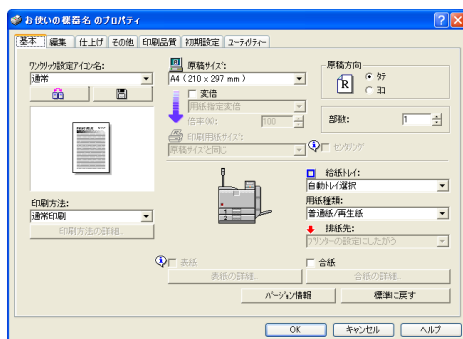 お使いの機器名 のプロパティ
基本 編集 仕上げ その他 印刷品質 初期設定 ユーティリティー
ワンクリック設定アイコン名:
通常
印刷方法:
通常印刷
印刷方法の詳細...
原稿サイズ:
A4 ( 210 x 297 mm )
変倍
用紙指定変倍
倍率(%): 100
印刷用紙サイズ:
原稿サイズと同じ
原稿方向
R タテ
ヨコ
部数: 1
センタリング
給紙トレイ:
自動トレイ選択
用紙種類:
普通紙/再生紙
排紙先:
プリンターの設定にしたがう
表紙
表紙の詳細...
合紙
合紙の詳細...
バージョン情報
標準に戻す
OK キャンセル ヘルプ